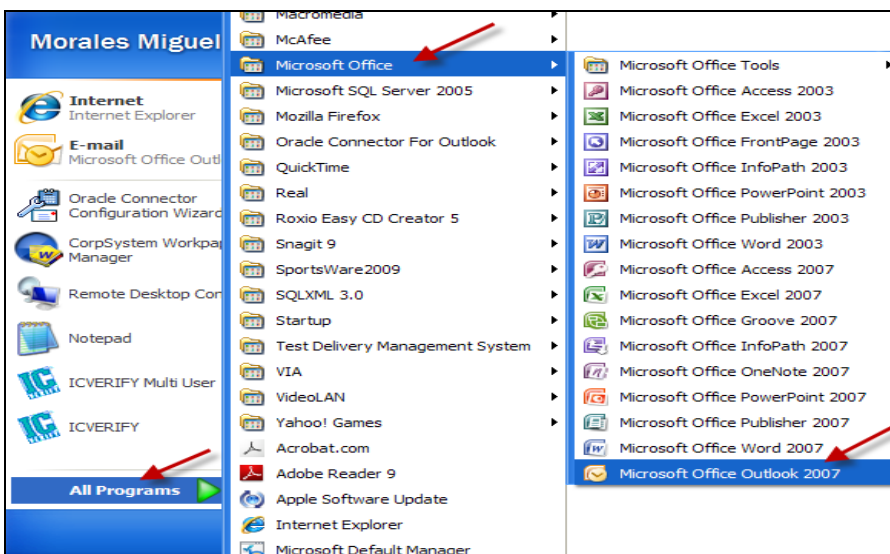 Morales Miguel
Internet
Internet Explorer
E-mail
Microsoft Office Outl
Oracle Connector
Configuration Wizard
CorpSystem Workpap
Manager
Remote Desktop Con
Notepad
ICVERIFY Multi User
ICVERIFY
All Programs
Macromedia
McAfee
Microsoft Office
Microsoft SQL Server 2005
Mozilla Firefox
Oracle Connector For Outlook
QuickTime
Real
Roxio Easy CD Creator 5
Snagit 9
SportsWare2009
SQLXML 3.0
Startup
Test Delivery Management System
VIA
VideoLAN
Yahoo! Games
Acrobat.com
Adobe Reader 9
Apple Software Update
Internet Explorer
Microsoft Default Manager
Microsoft Office Tools
Microsoft Office Access 2003
Microsoft Office Excel 2003
Microsoft Office FrontPage 2003
Microsoft Office InfoPath 2003
Microsoft Office PowerPoint 2003
Microsoft Office Publisher 2003
Microsoft Office Word 2003
Microsoft Office Access 2007
Microsoft Office Excel 2007
Microsoft Office Groove 2007
Microsoft Office InfoPath 2007
Microsoft Office OneNote 2007
Microsoft Office PowerPoint 2007
Microsoft Office Publisher 2007
Microsoft Office Word 2007
Microsoft Office Outlook 2007